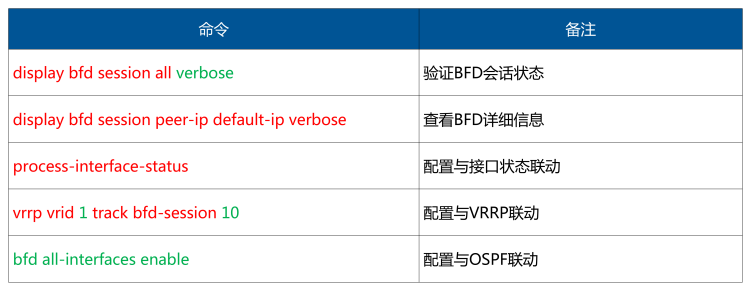 命令 备注
display bfd session all verbose 验证BFD会话状态
display bfd session peer-ip default-ip verbose 查看BFD详细信息
process-interface-status 配置与接口状态联动
vrrp vrid 1 track bfd-session 10 配置与VRRP联动
bfd all-interfaces enable 配置与OSPF联动